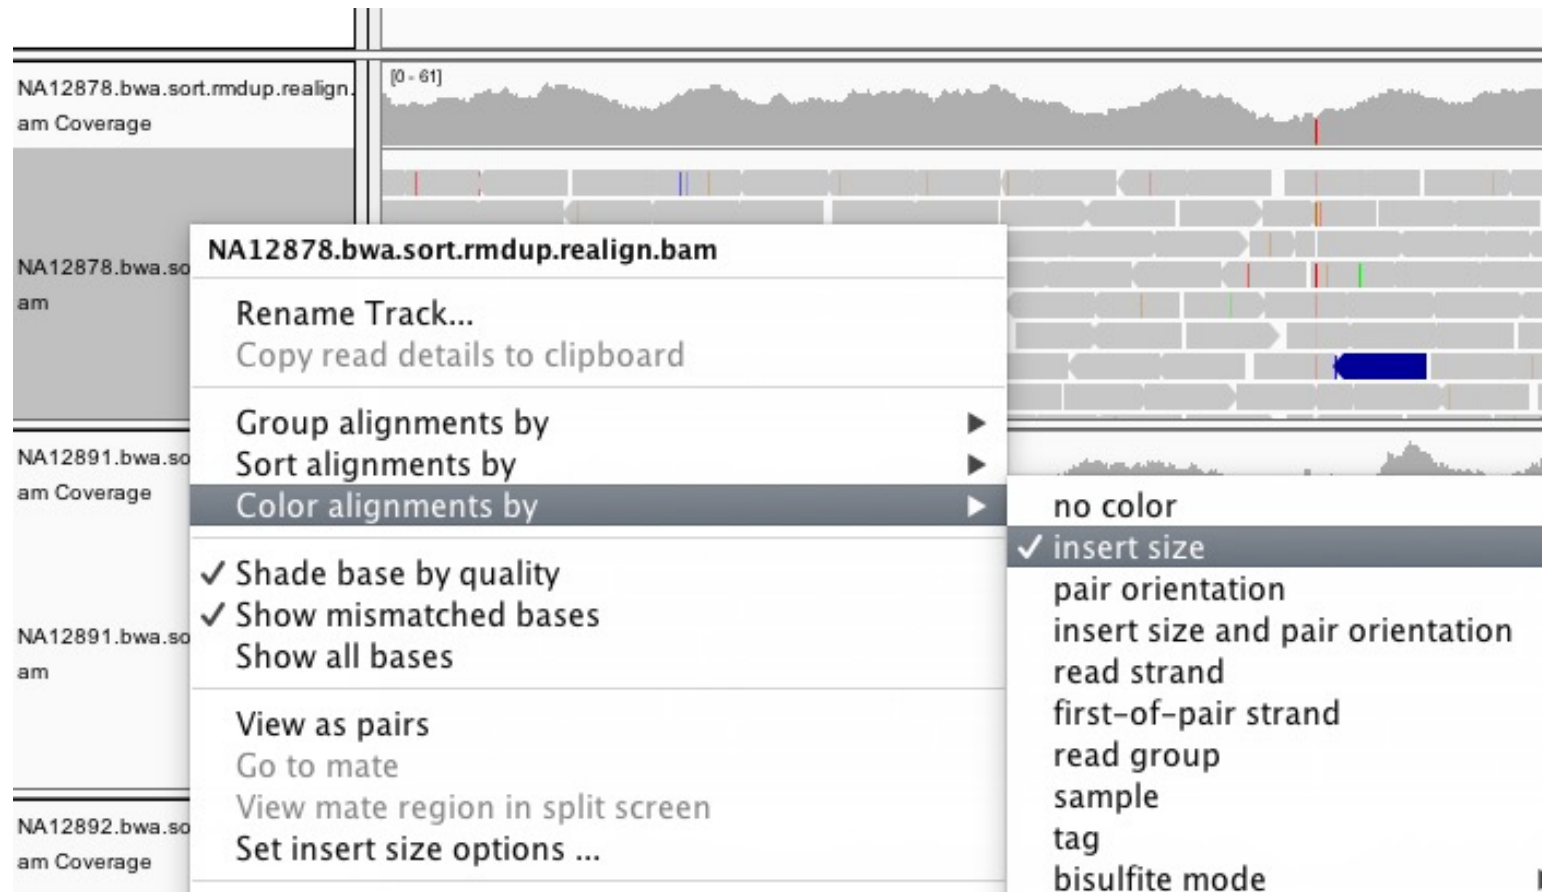 NA12878.bwa.sort.rmdup.realign.
am Coverage
[0 - 61]
NA12878.bwa.so
am
NA12878.bwa.sort.rmdup.realign.bam
Rename Track...
Copy read details to clipboard
Group alignments by
Sort alignments by
Color alignments by
Shade base by quality
Show mismatched bases
Show all bases
View as pairs
Go to mate
View mate region in split screen
Set insert size options ...
no color
insert size
pair orientation
insert size and pair orientation
read strand
first-of-pair strand
read group
sample
tag
bisulfite mode
NA12891.bwa.so
am Coverage
NA12891.bwa.so
am
NA12892.bwa.so
am Coverage